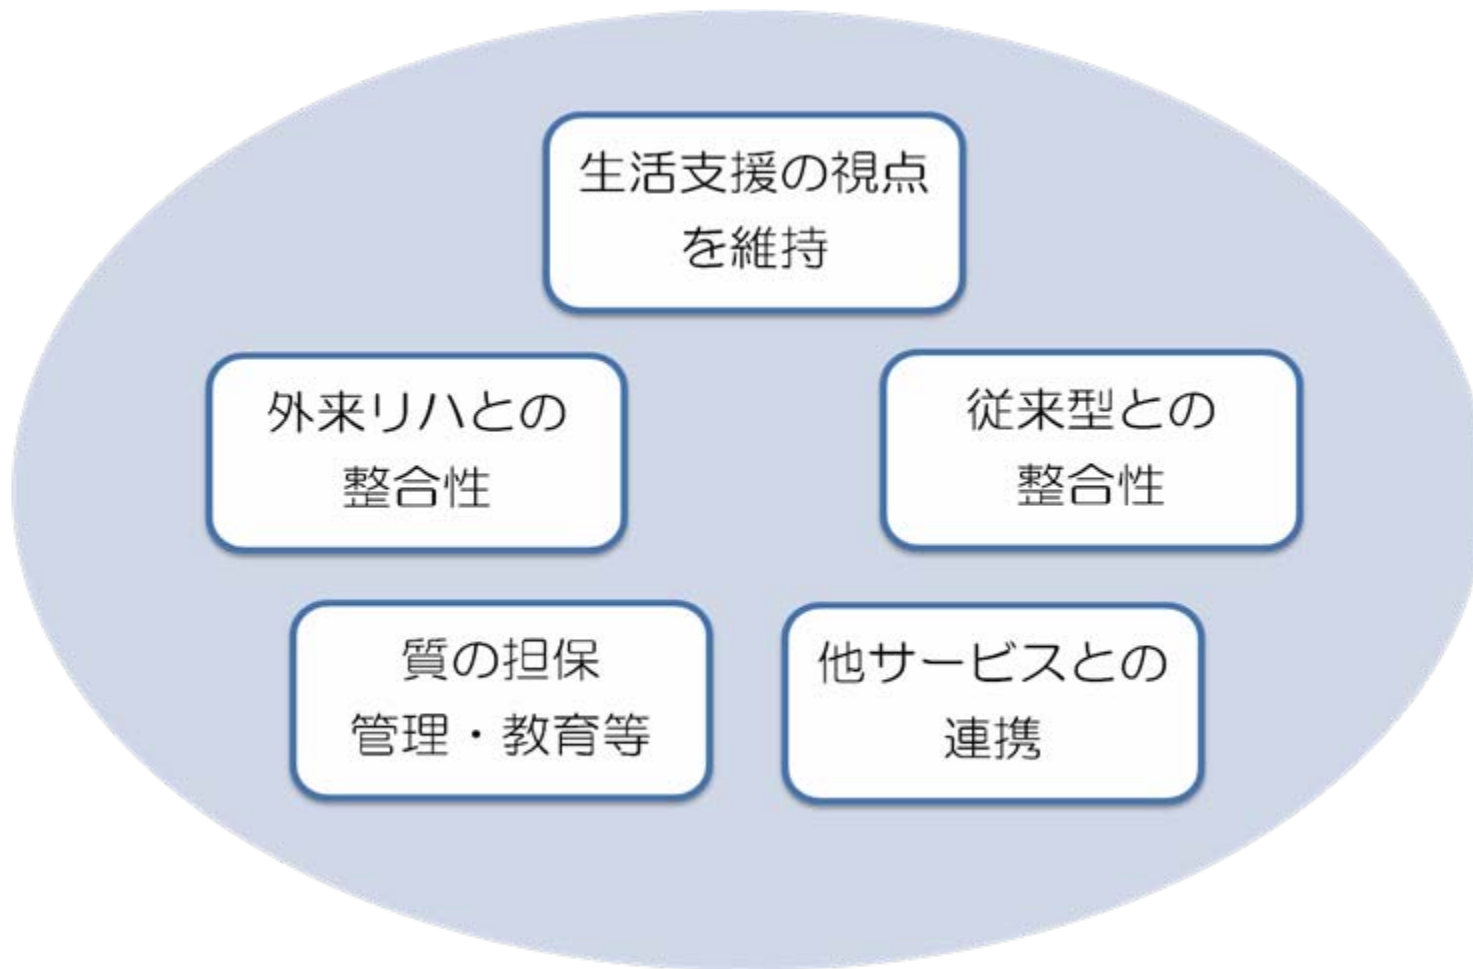 生活支援の視点
を維持
外来リハとの
整合性
従来型との
整合性
質の担保
管理・教育等
他サービスとの
連携